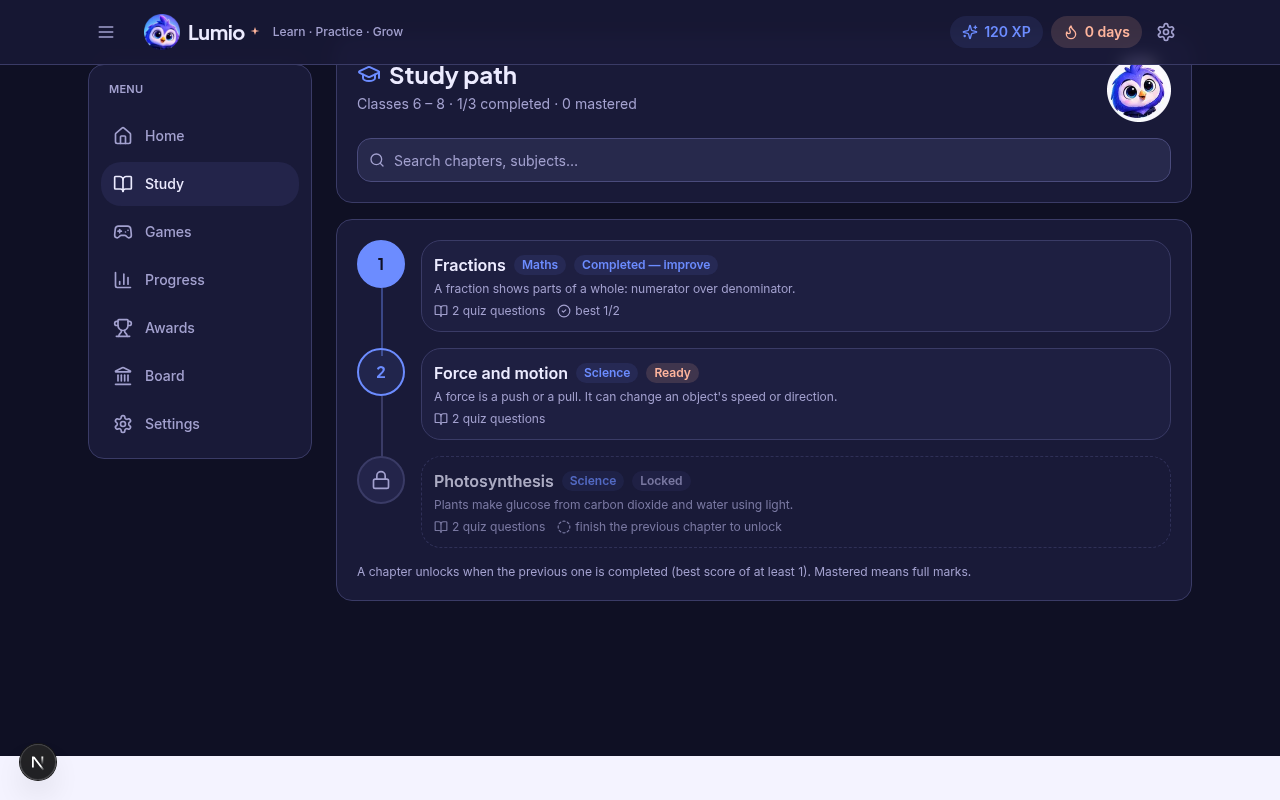 Lumio
Learn · Practice · Grow
120 XP
0 days
MENU
Home
Study
Games
Progress
Awards
Board
Settings
Study path
Classes 6 – 8 · 1/3 completed · 0 mastered
Search chapters, subjects...
1
Fractions Maths Completed — improve
A fraction shows parts of a whole: numerator over denominator.
2 quiz questions best 1/2
2
Force and motion Science Ready
A force is a push or a pull. It can change an object's speed or direction.
2 quiz questions
Photosynthesis Science Locked
Plants make glucose from carbon dioxide and water using light.
2 quiz questions finish the previous chapter to unlock
A chapter unlocks when the previous one is completed (best score of at least 1). Mastered means full marks.
N